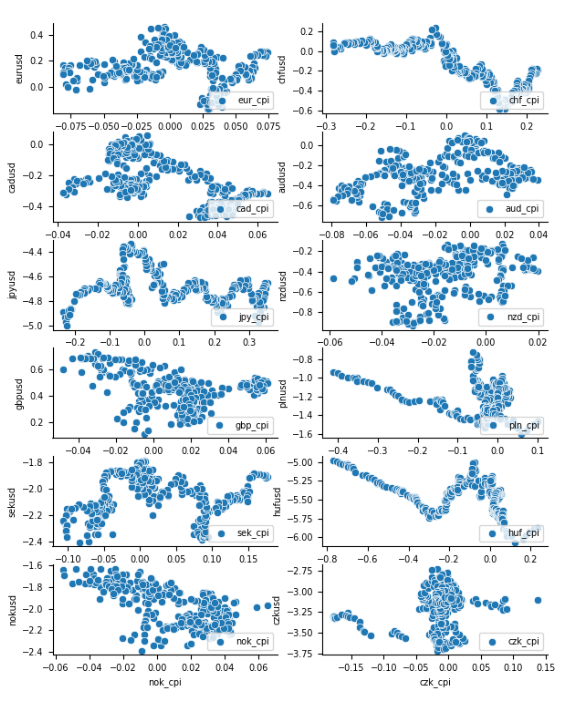 0.4
0.2
0.0
eurusd
eur_cpi
−0.075 −0.050 −0.025 0.000 0.025 0.050 0.075
0.2
0.0
−0.2
−0.4
−0.6
chfusd
chf_cpi
−0.3 −0.2 −0.1 0.0 0.1 0.2
0.0
−0.2
−0.4
cadusd
cad_cpi
−0.04 −0.02 0.00 0.02 0.04 0.06
0.0
−0.2
−0.4
−0.6
audusd
aud_cpi
−0.08 −0.06 −0.04 −0.02 0.00 0.02 0.04
−4.4
−4.6
−4.8
−5.0
jpyusd
jpy_cpi
−0.2 −0.1 0.0 0.1 0.2 0.3
−0.2
−0.4
−0.6
−0.8
nzdusd
nzd_cpi
−0.06 −0.04 −0.02 0.00 0.02
0.6
0.4
0.2
gbpusd
gbp_cpi
−0.04 −0.02 0.00 0.02 0.04 0.06
−0.8
−1.0
−1.2
−1.4
−1.6
plnusd
pln_cpi
−0.4 −0.3 −0.2 −0.1 0.0 0.1
−1.8
−2.0
−2.2
−2.4
sekusd
sek_cpi
−0.10 −0.05 0.00 0.05 0.10 0.15
−5.00
−5.25
−5.50
−5.75
−6.00
hufusd
huf_cpi
−0.8 −0.6 −0.4 −0.2 0.0 0.2
−1.6
−1.8
−2.0
−2.2
−2.4
nokusd
nok_cpi
−0.06 −0.04 −0.02 0.00 0.02 0.04 0.06
nok_cpi
−2.75
−3.00
−3.25
−3.50
−3.75
czkusd
czk_cpi
−0.15 −0.10 −0.05 0.00 0.05 0.10 0.15
czk_cpi